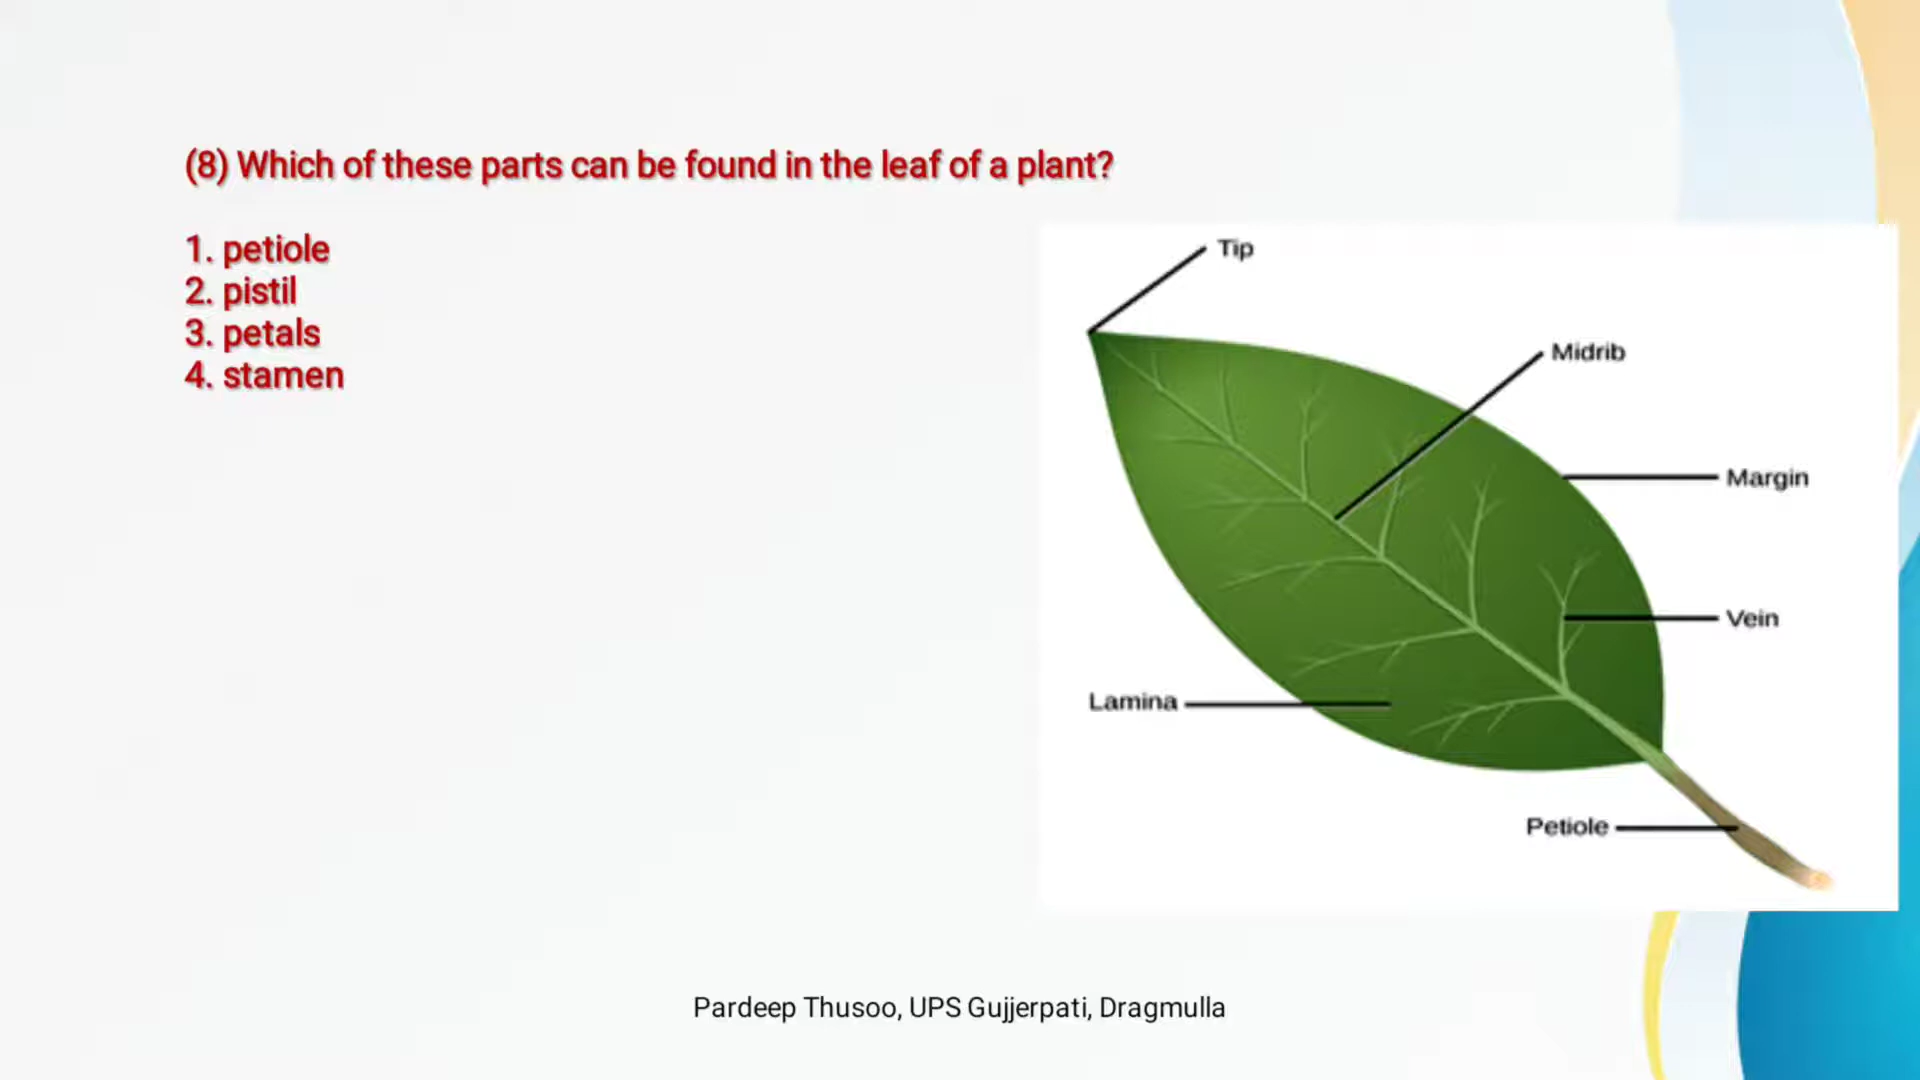 (8) Which of these parts can be found in the leaf of a plant?
1. petiole
2. pistil
3. petals
4. stamen
Tip
Midrib
Margin
Vein
Lamina
Petiole
Pardeep Thusoo, UPS Gujjerpati, Dragmulla